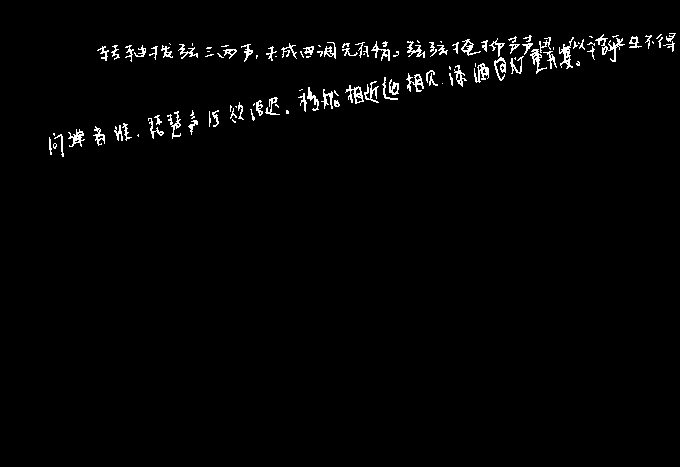 转轴拨弦三两声，未成曲调先有情。弦弦掩抑声声思，似诉平生不得
问弹者谁，琵琶声停欲语迟。移船相近邀相见，添酒回灯重开宴。千呼